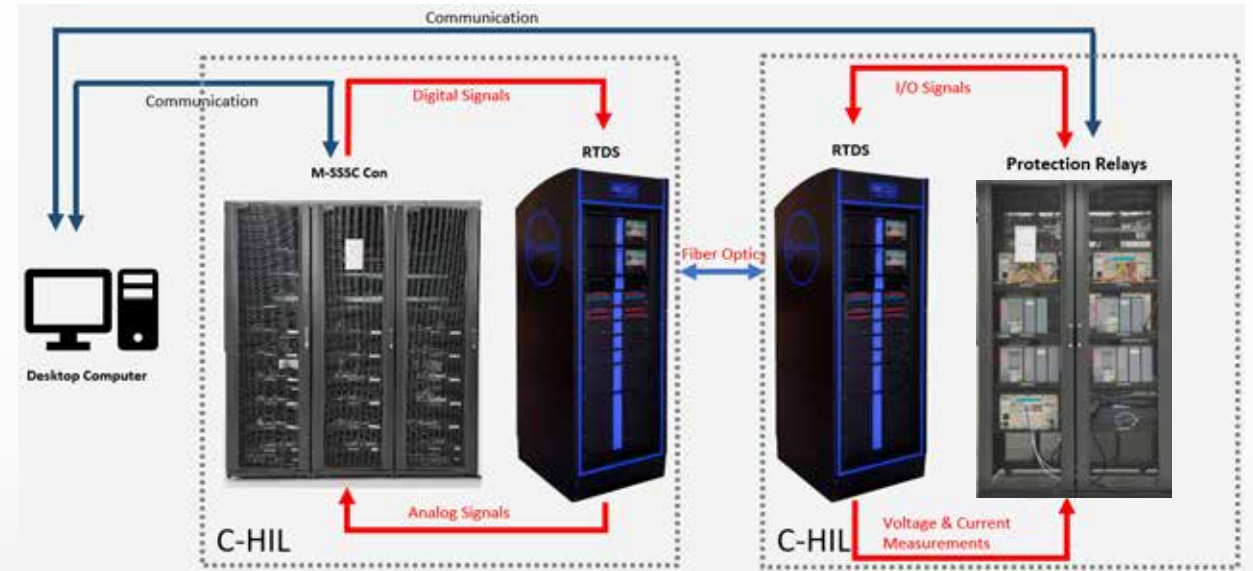 Communication
Communication
Digital Signals
I/O Signals
M-SSSC Con
RTDS
RTDS
Protection Relays
Fiber Optic
Desktop Computer
Analog Signals
C-HIL
C-HIL
Voltage & Current
Measurements